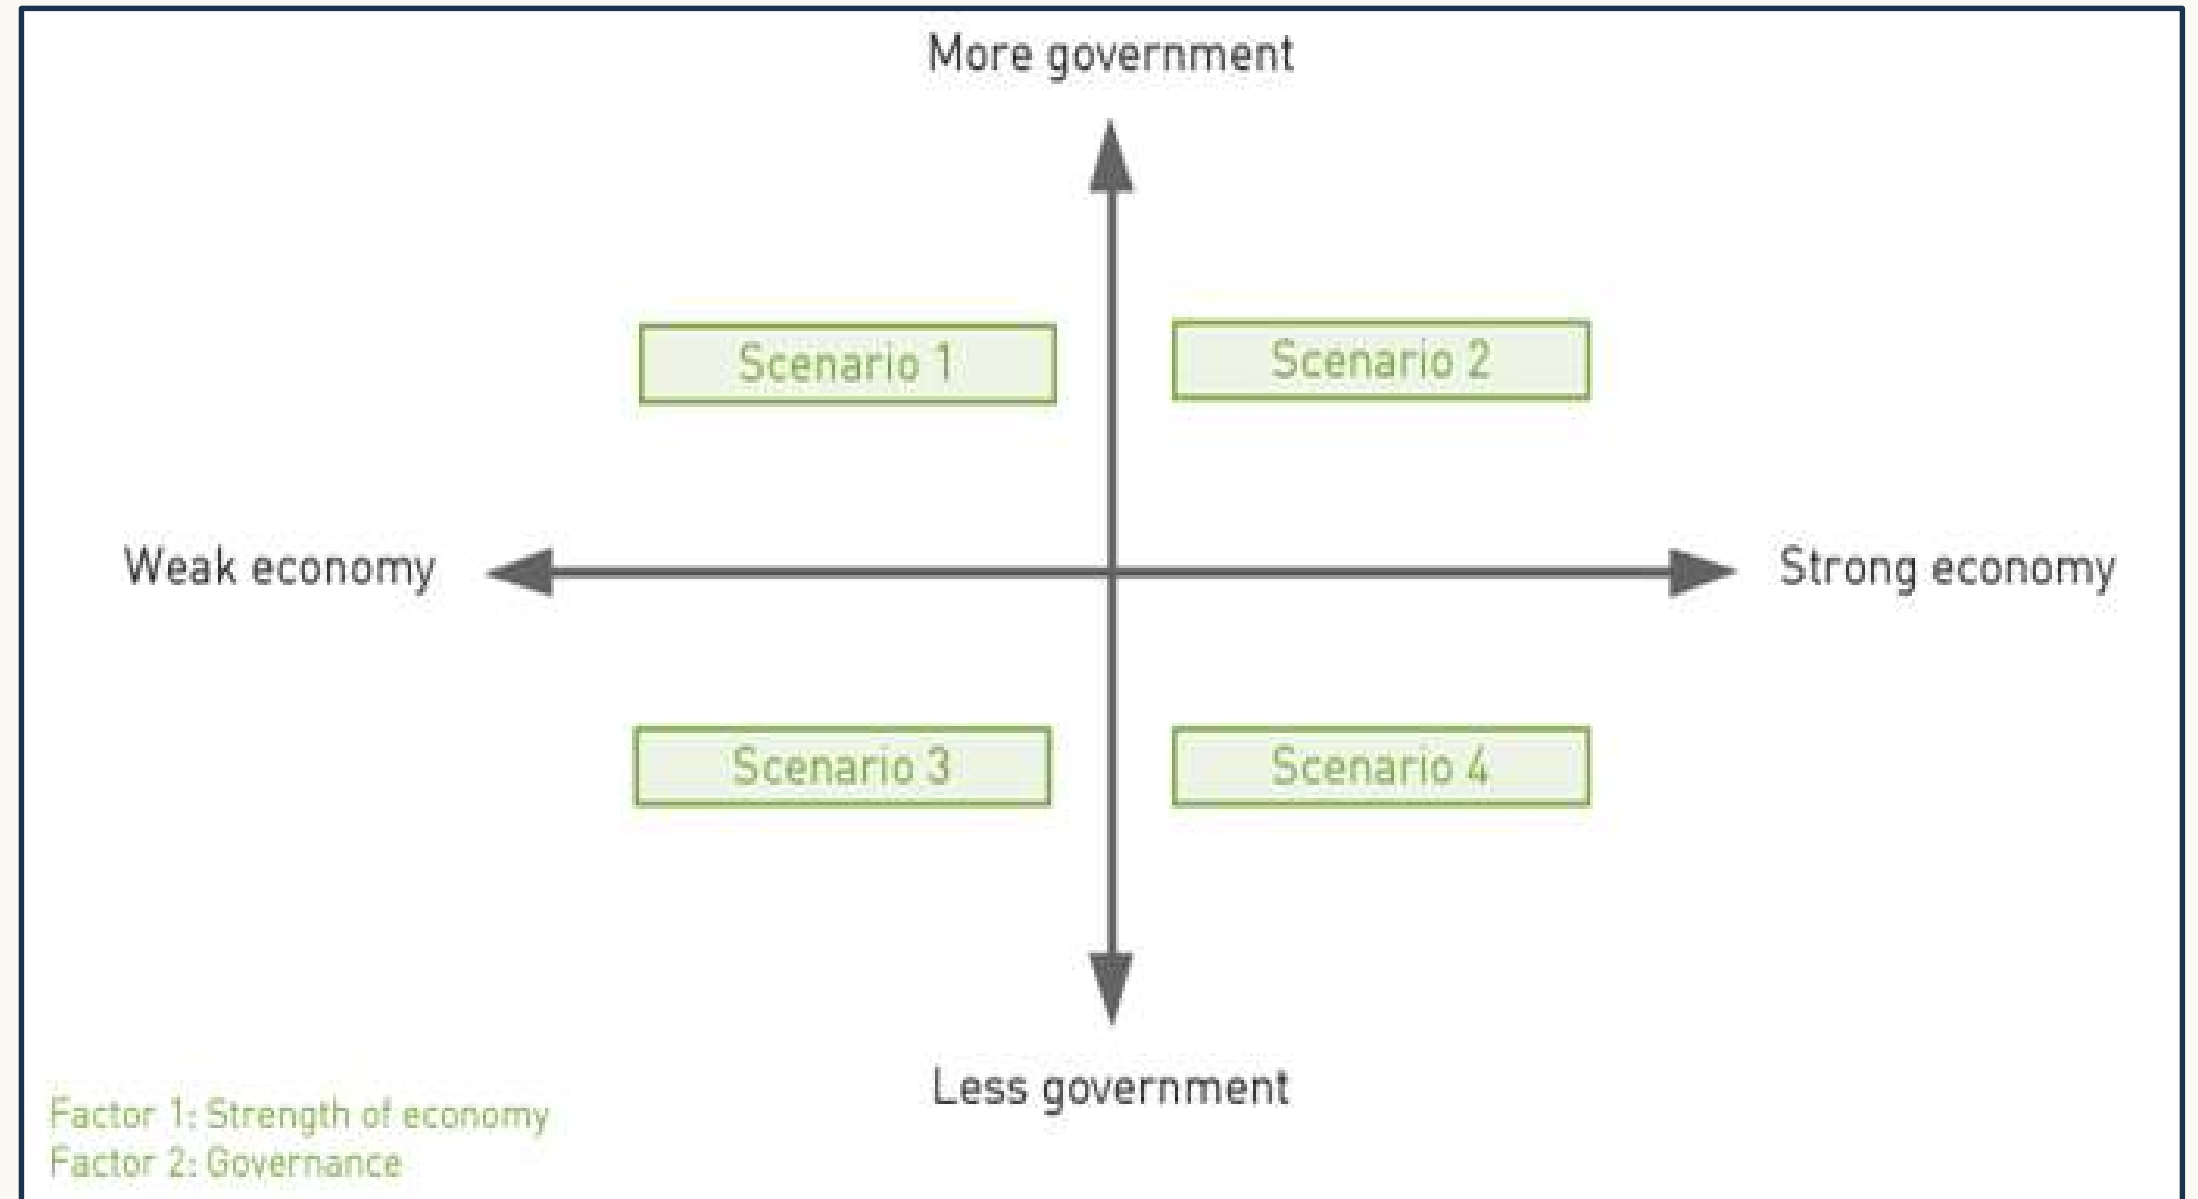 More government
Scenario 1
Scenario 2
Weak economy
Strong economy
Scenario 3
Scenario 4
Less government
Factor 1: Strength of economy
Factor 2: Governance